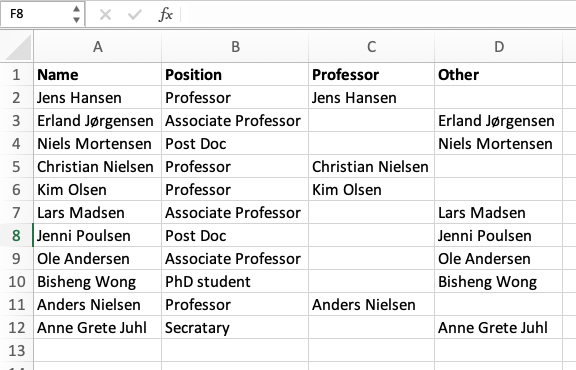 F8 fx
A B C D
1 Name Position Professor Other
2 Jens Hansen Professor Jens Hansen
3 Erland Jørgensen Associate Professor Erland Jørgensen
4 Niels Mortensen Post Doc Niels Mortensen
5 Christian Nielsen Professor Christian Nielsen
6 Kim Olsen Professor Kim Olsen
7 Lars Madsen Associate Professor Lars Madsen
8 Jenni Poulsen Post Doc Jenni Poulsen
9 Ole Andersen Associate Professor Ole Andersen
10 Bisheng Wong PhD student Bisheng Wong
11 Anders Nielsen Professor Anders Nielsen
12 Anne Grete Juhl Secratary Anne Grete Juhl
13